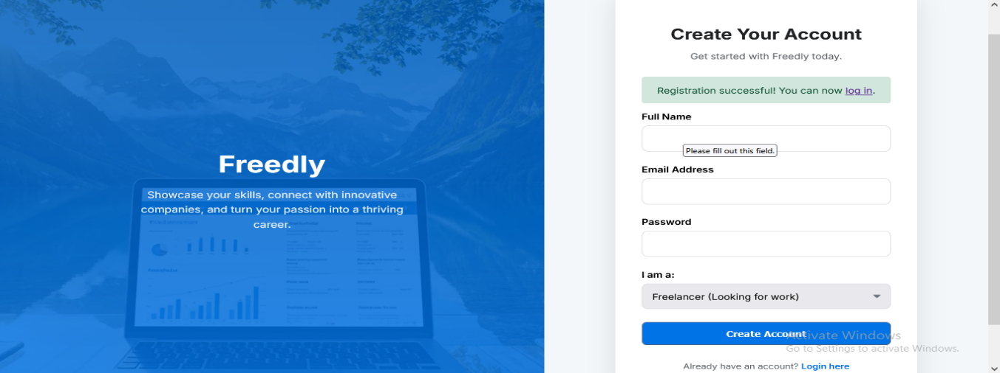 Freedly
Showcase your skills, connect with innovative
companies, and turn your passion into a thriving
career.
Create Your Account
Get started with Freedly today.
Registration successful! You can now log in.
Full Name
Please fill out this field.
Email Address
Password
I am a:
Freelancer (Looking for work)
Create Account
Activate Windows
Go to Settings to activate Windows.
Already have an account? Login here